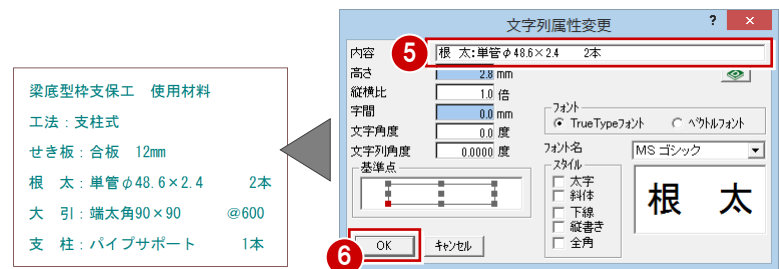 梁底型枠支保工　使用材料
工法：支柱式
せき板：合板　12mm
根　太：単管φ48.6×2.4　　2本
大　引：端太角90×90　　@600
支　柱：パイプサポート　　1本
文字列属性変更 ? ×
5
内容 根 太:単管φ48.6×2.4　　2本
高さ 2.8 mm
縦横比 1.0 倍
字間 0.0 mm
文字角度 0.0 度
文字列角度 0.0000 度
基準点
フォント
TrueTypeフォント ベクトルフォント
フォント名 MS ゴシック
スタイル
太字
斜体
下線
縦書き
全角
根　太
6
OK キャンセル